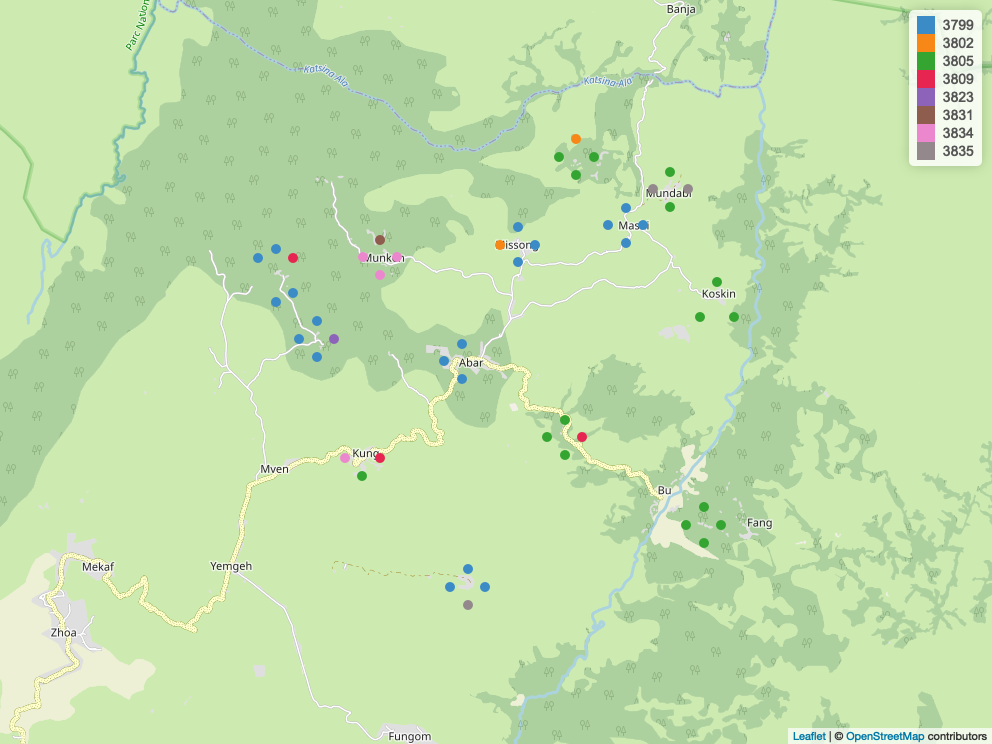 Banja
Parc Nation
Katsina-Ala
Katsina-Ala
3799
3802
3805
3809
3823
3831
3834
3835
Mundabi
Missong
Munken
Koskin
Abar
Kung
Mven
Bu
Fang
Mekaf
Yemgeh
Zhoa
Fungom
Leaflet | © OpenStreetMap contributors